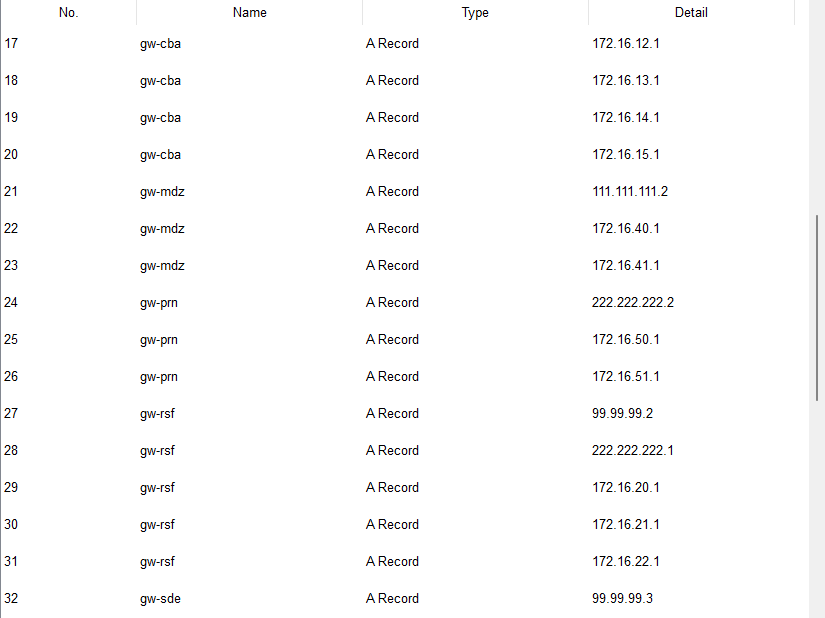 No. Name Type Detail
17 gw-cba A Record 172.16.12.1
18 gw-cba A Record 172.16.13.1
19 gw-cba A Record 172.16.14.1
20 gw-cba A Record 172.16.15.1
21 gw-mdz A Record 111.111.111.2
22 gw-mdz A Record 172.16.40.1
23 gw-mdz A Record 172.16.41.1
24 gw-prn A Record 222.222.222.2
25 gw-prn A Record 172.16.50.1
26 gw-prn A Record 172.16.51.1
27 gw-rsf A Record 99.99.99.2
28 gw-rsf A Record 222.222.222.1
29 gw-rsf A Record 172.16.20.1
30 gw-rsf A Record 172.16.21.1
31 gw-rsf A Record 172.16.22.1
32 gw-sde A Record 99.99.99.3